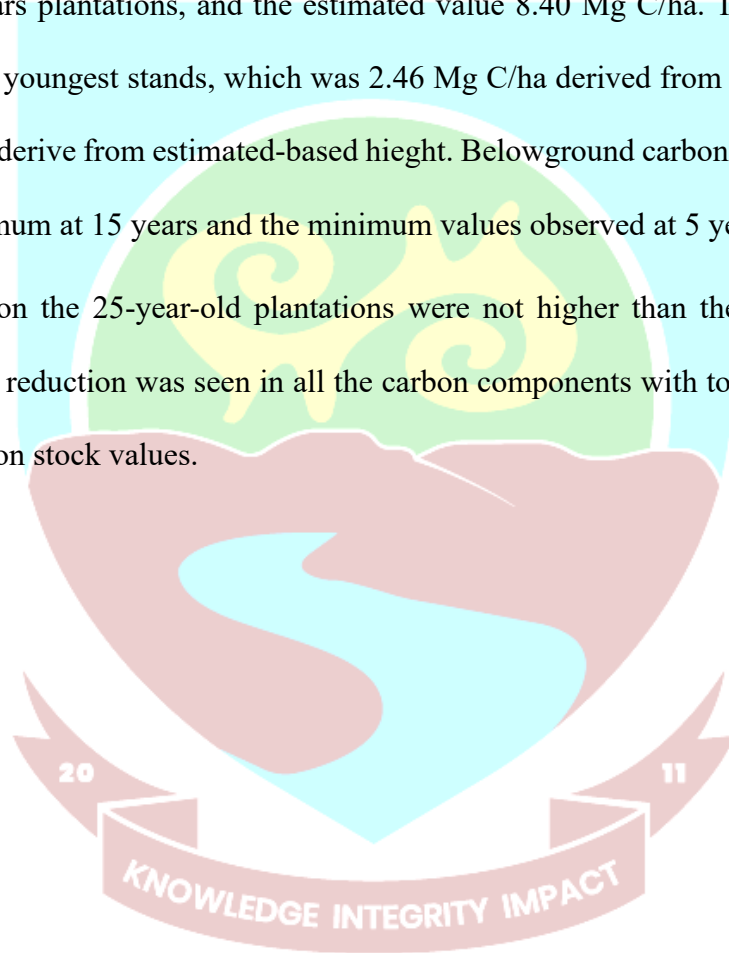 ars plantations, and the estimated value 8.40 Mg C/ha.
youngest stands, which was 2.46 Mg C/ha derived from
derive from estimated-based hieght. Belowground carbon
num at 15 years and the minimum values observed at 5 ye
on the 25-year-old plantations were not higher than the
reduction was seen in all the carbon components with to
on stock values.
20
11
KNOWLEDGE INTEGRITY IMPACT